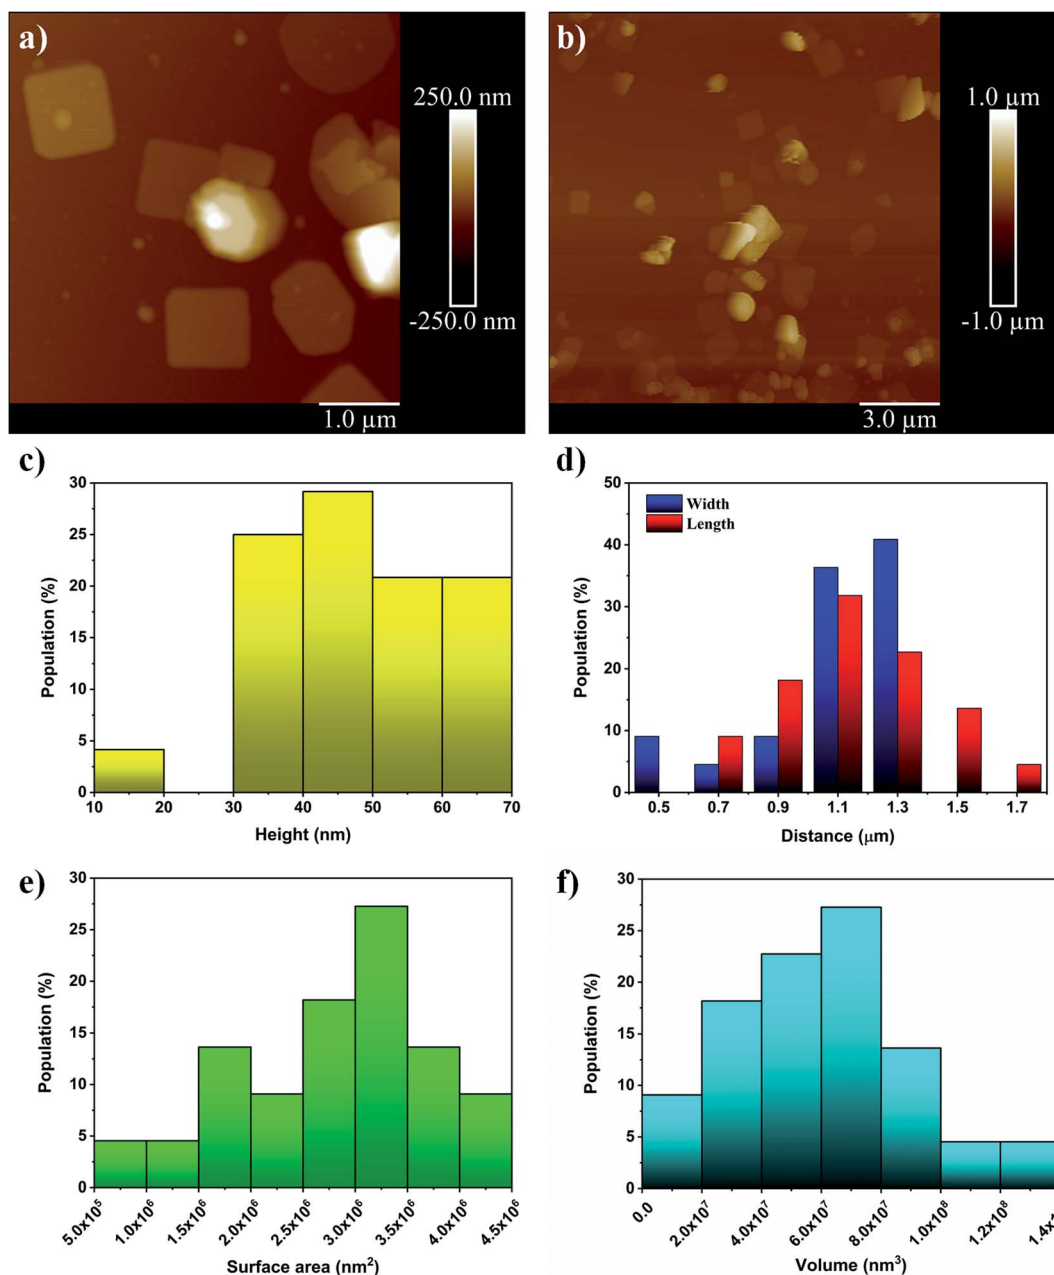 a)
250.0 nm
-250.0 nm
1.0 µm
b)
1.0 µm
-1.0 µm
3.0 µm
c)
30
25
20
15
10
5
0
Population (%)
10 20 30 40 50 60 70
Height (nm)
d)
50
40
30
20
10
0
Population (%)
Width
Length
0.5 0.7 0.9 1.1 1.3 1.5 1.7
Distance (µm)
e)
30
25
20
15
10
5
0
Population (%)
5.0x10⁵ 1.0x10⁶ 1.5x10⁶ 2.0x10⁶ 2.5x10⁶ 3.0x10⁶ 3.5x10⁶ 4.0x10⁶ 4.5x10⁶
Surface area (nm²)
f)
30
25
20
15
10
5
0
Population (%)
0.0 2.0x10⁷ 4.0x10⁷ 6.0x10⁷ 8.0x10⁷ 1.0x10⁸ 1.2x10⁸
Volume (nm³)